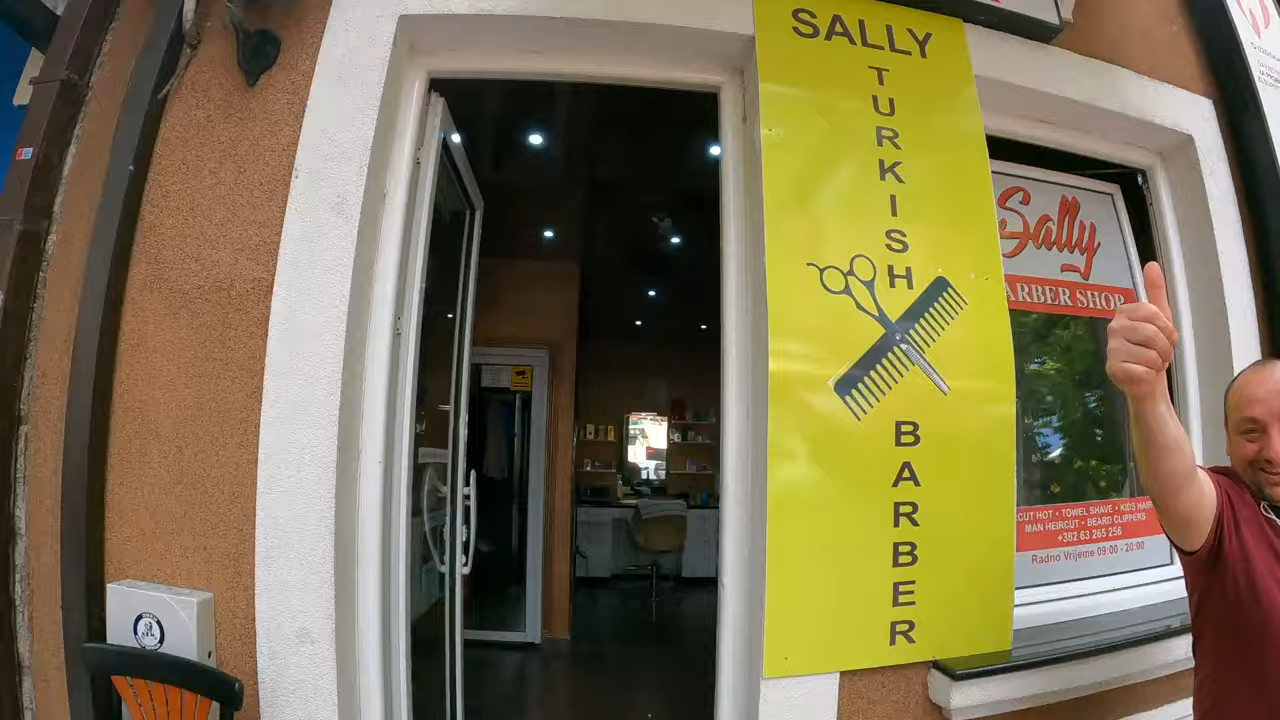 SALLY
TURKISH
BARBER
Sally
ARBER SHOP
CUT HOT • TOWEL SHAVE • KIDS HAIR
MAN HEIRCUT • BEARD CLIPPERS
+382 63 265 256
Radno Vrijeme 09:00 - 20:00